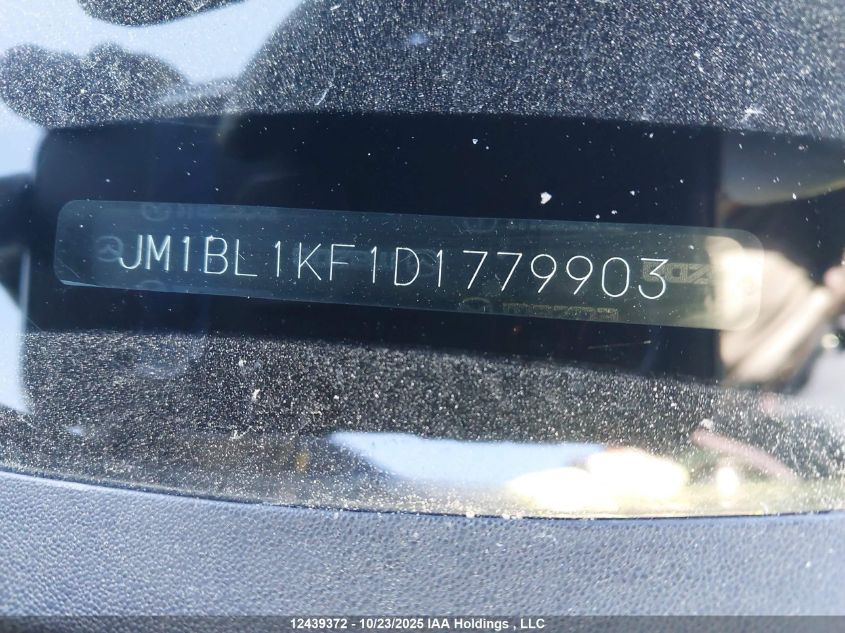 JM1BL1KF1D1779903
12439372 - 10/23/2025 IAA Holdings , LLC